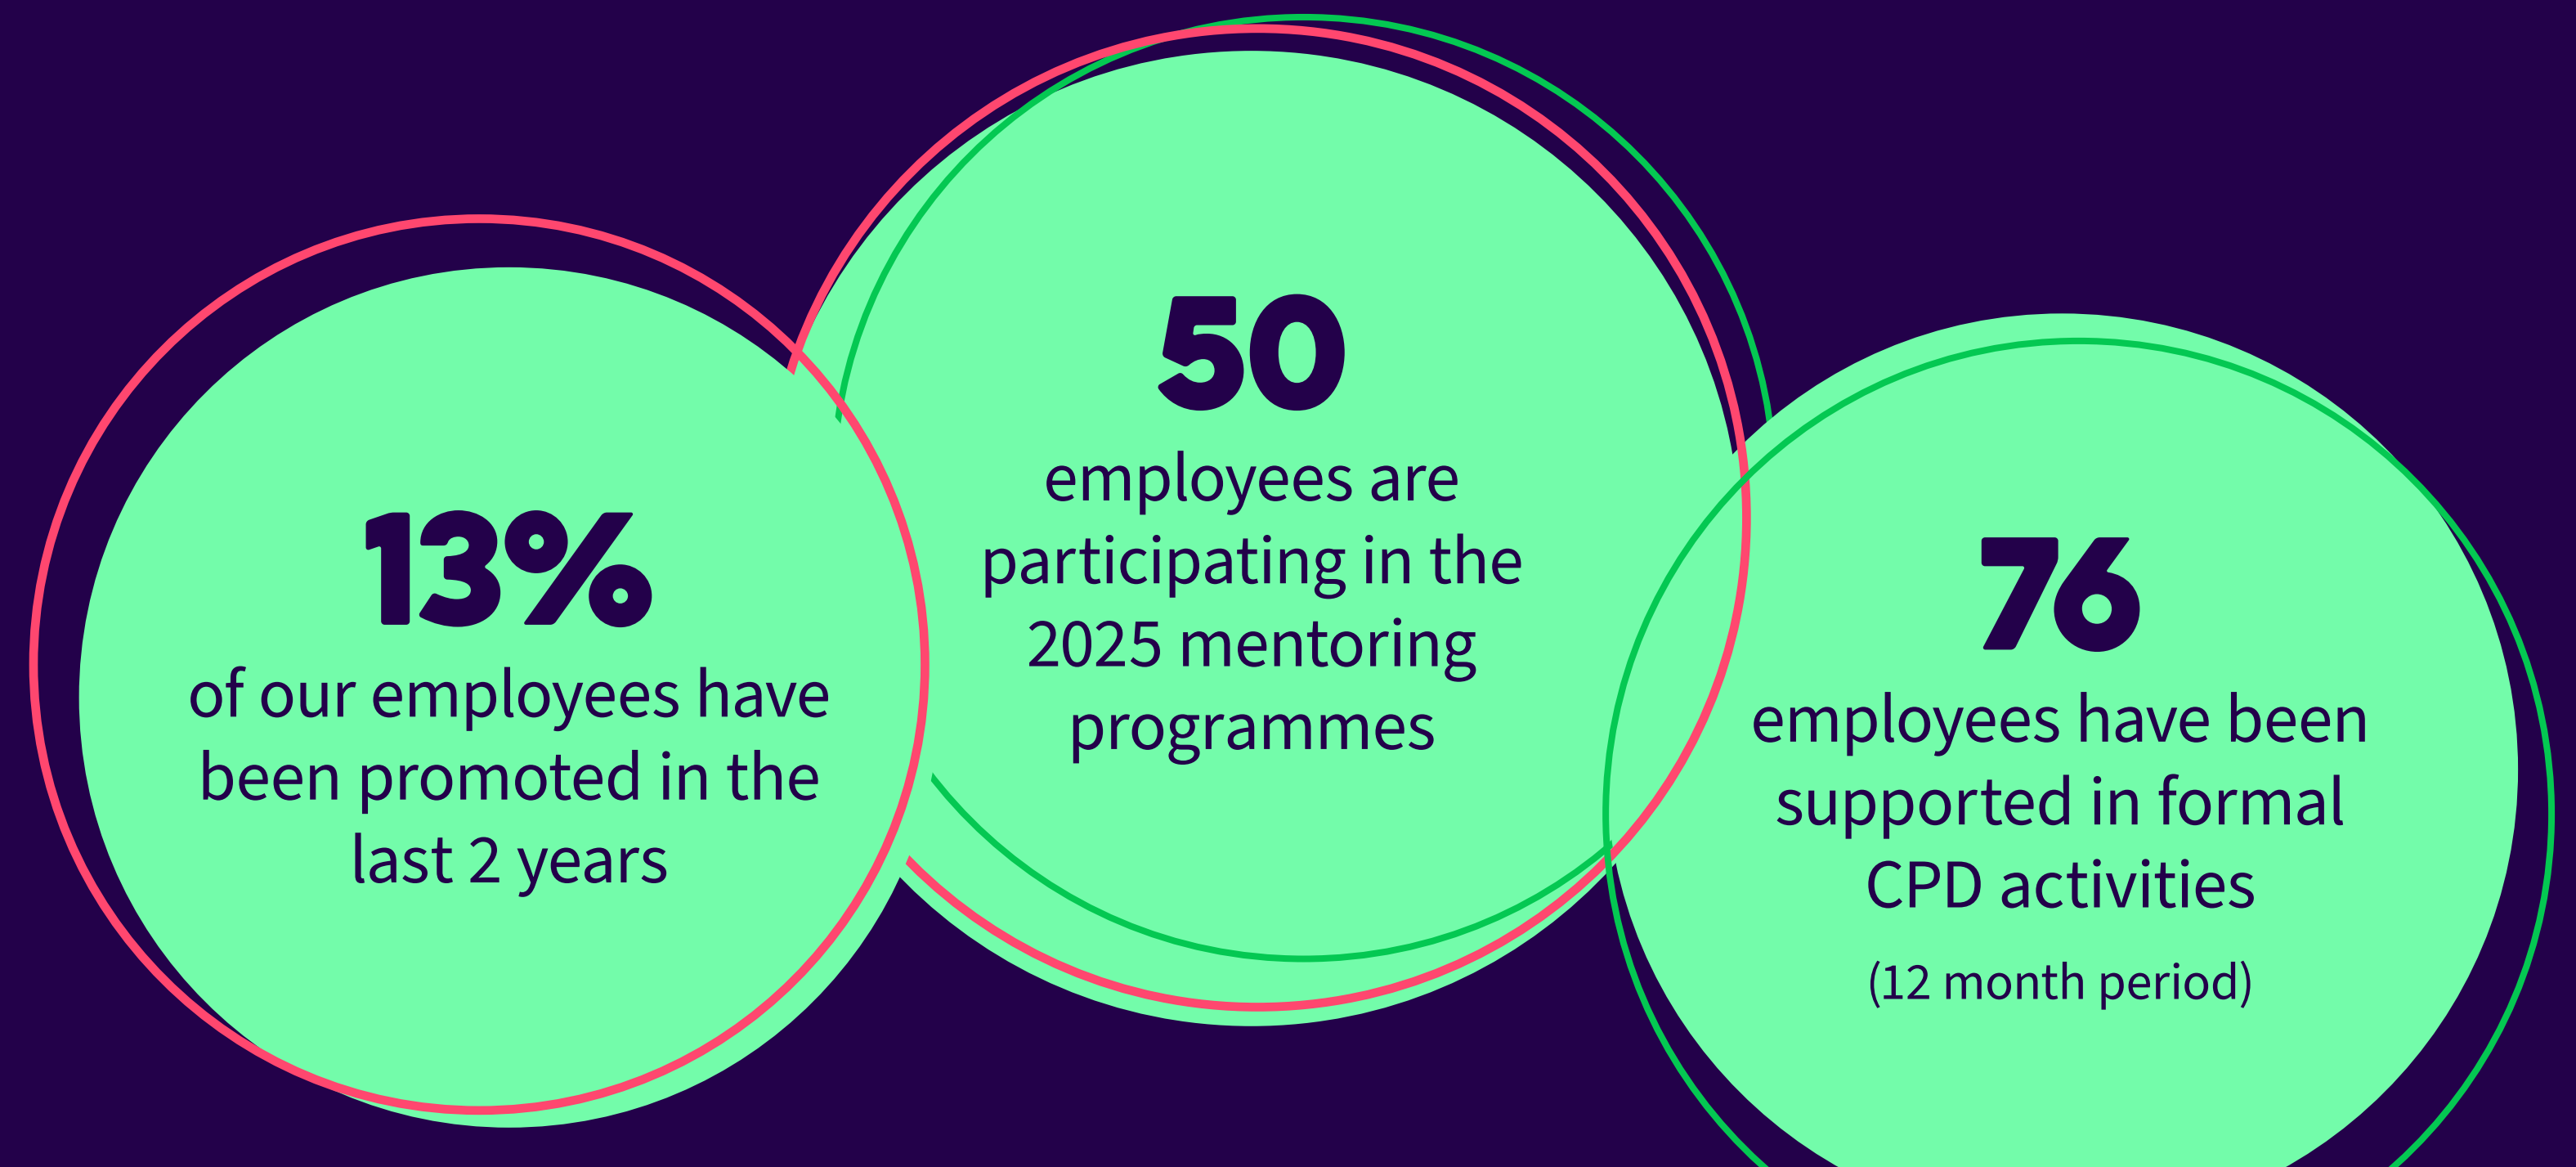 13%
of our employees have
been promoted in the
last 2 years
50
employees are
participating in the
2025 mentoring
programmes
76
employees have been
supported in formal
CPD activities
(12 month period)